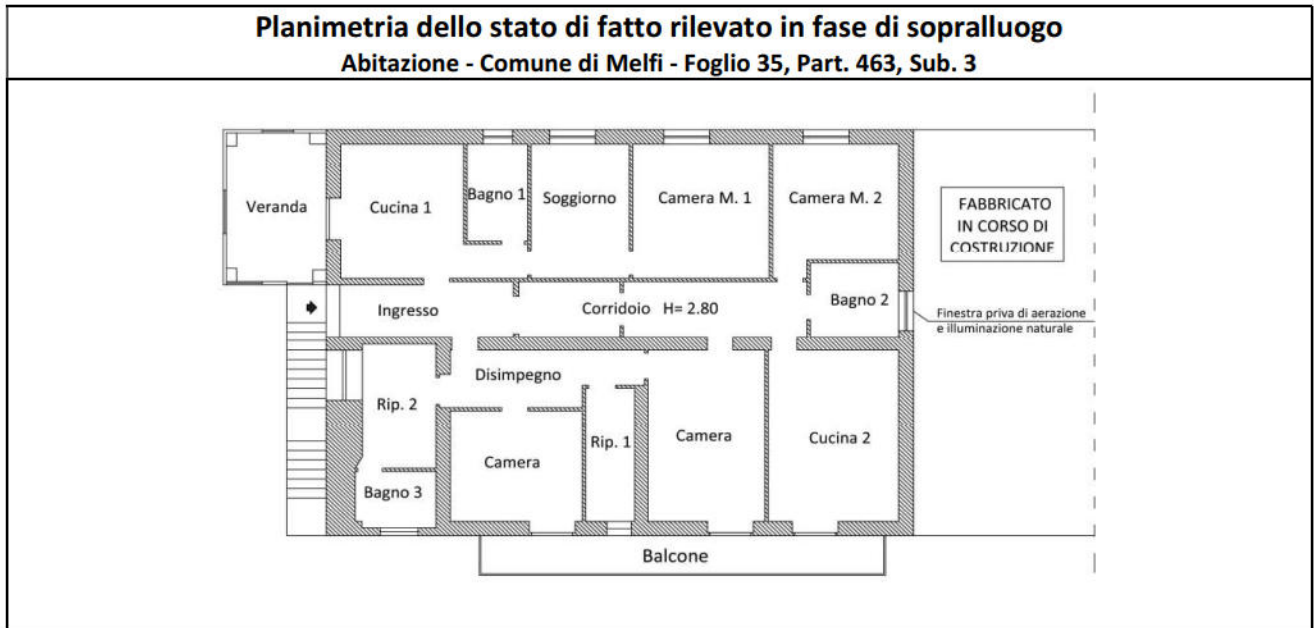 Planimetria dello stato di fatto rilevato in fase di sopralluogo
Abitazione - Comune di Melfi - Foglio 35, Part. 463, Sub. 3
Veranda
Cucina 1
Bagno 1
Soggiorno
Camera M. 1
Camera M. 2
FABBRICATO
IN CORSO DI
COSTRUZIONE
Ingresso
Corridoio H= 2.80
Bagno 2
Finestra priva di aerazione
e illuminazione naturale
Disimpegno
Rip. 2
Camera
Rip. 1
Camera
Cucina 2
Bagno 3
Balcone